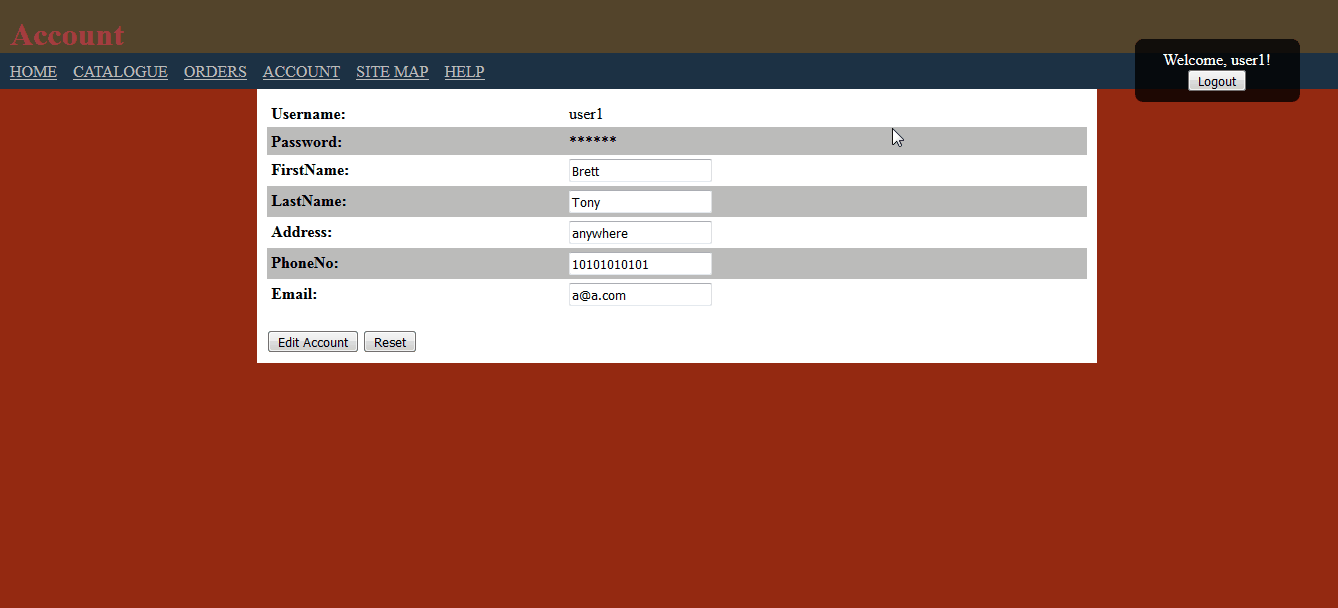 Account
HOME CATALOGUE ORDERS ACCOUNT SITE MAP HELP
Welcome, user1!
Logout
Username: user1
Password: ******
FirstName: Brett
LastName: Tony
Address: anywhere
PhoneNo: 10101010101
Email: a@a.com
Edit Account Reset